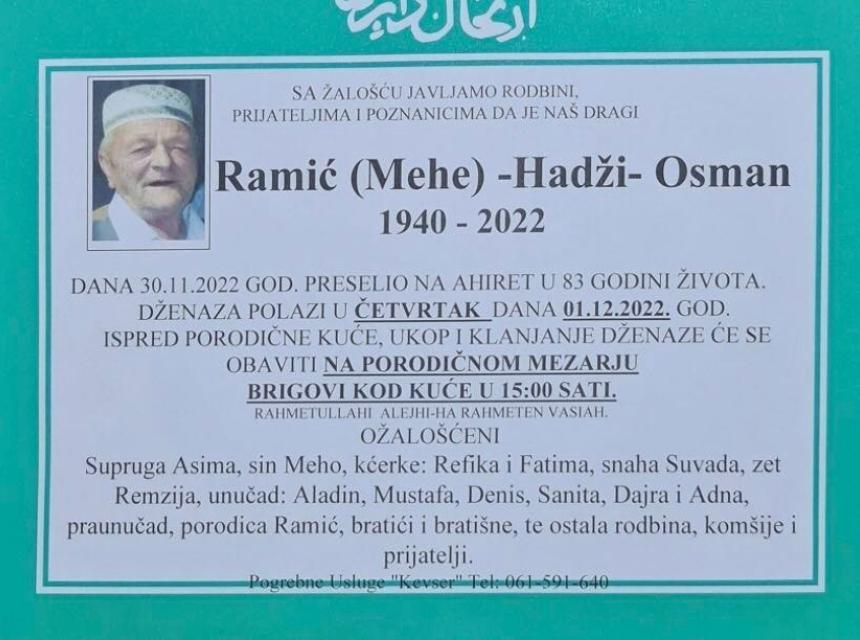 SA ŽALOŠĆU JAVLJAMO RODBINI,
PRIJATELJIMA I POZNANICIMA DA JE NAŠ DRAGI
Ramić (Mehe) -Hadži- Osman
1940 - 2022
DANA 30.11.2022 GOD. PRESELIO NA AHIRET U 83 GODINI ŽIVOTA.
DŽENAZA POLAZI U ČETVRTAK DANA 01.12.2022. GOD.
ISPRED PORODIČNE KUĆE, UKOP I KLANJANJE DŽENAZE ĆE SE
OBAVITI NA PORODIČNOM MEZARJU
BRIGOVI KOD KUĆE U 15:00 SATI.
RAHMETULLAHI ALEJHI-HA RAHMETEN VASIAH.
OŽALOŠĆENI
Supruga Asima, sin Meho, kćerke: Refika i Fatima, snaha Suvada, zet
Remzija, unučad: Aladin, Mustafa, Denis, Sanita, Dajra i Adna,
praunučad, porodica Ramić, bratići i bratišne, te ostala rodbina, komšije i
prijatelji.
Pogrebne Usluge "Kevser" Tel: 061-591-640